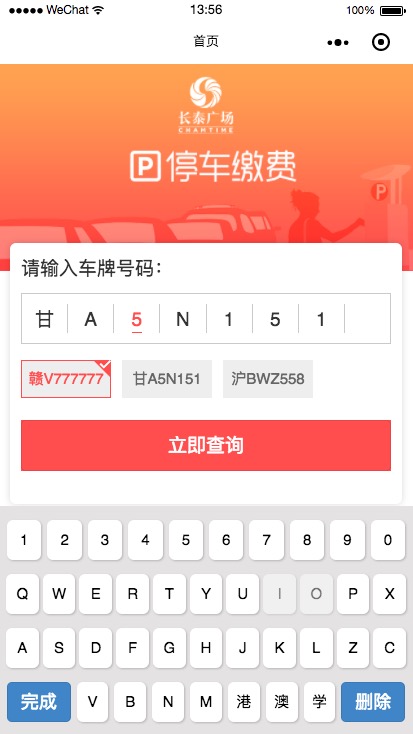 ●●●●● WeChat 13:56 100%
首页
长泰广场
CHAMTIME
P 停车缴费
P
请输入车牌号码：
甘 A 5 N 1 5 1
赣V777777 甘A5N151 沪BWZ558
立即查询
1 2 3 4 5 6 7 8 9 0
Q W E R T Y U I O P X
A S D F G H J K L Z C
完成 V B N M 港 澳 学 删除